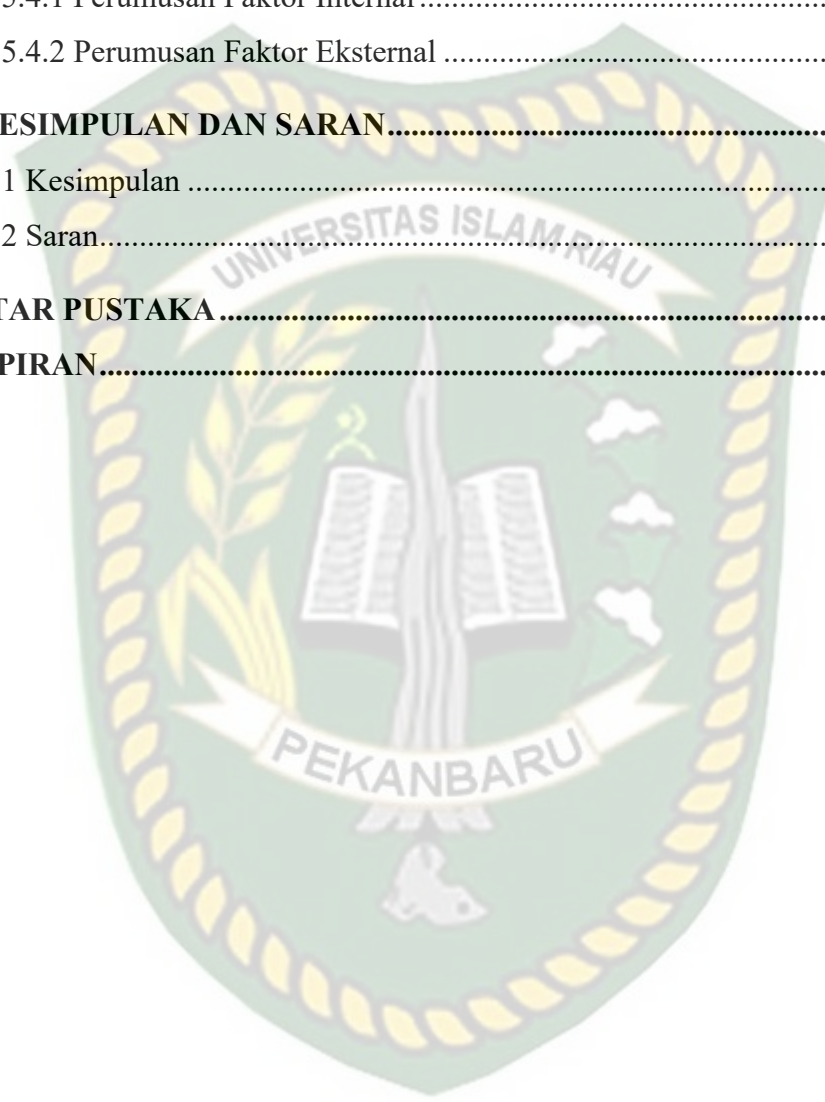 5.4.1 Perumusan Faktor Internal........................................................
5.4.2 Perumusan Faktor Eksternal .....................................................
ESIMPULAN DAN SARAN............................................................
1 Kesimpulan ......................................................................................
2 Saran................................................................................................
TAR PUSTAKA .................................................................................
PIRAN................................................................................................
UNIVERSITAS ISLAM RIAU
PEKANBARU